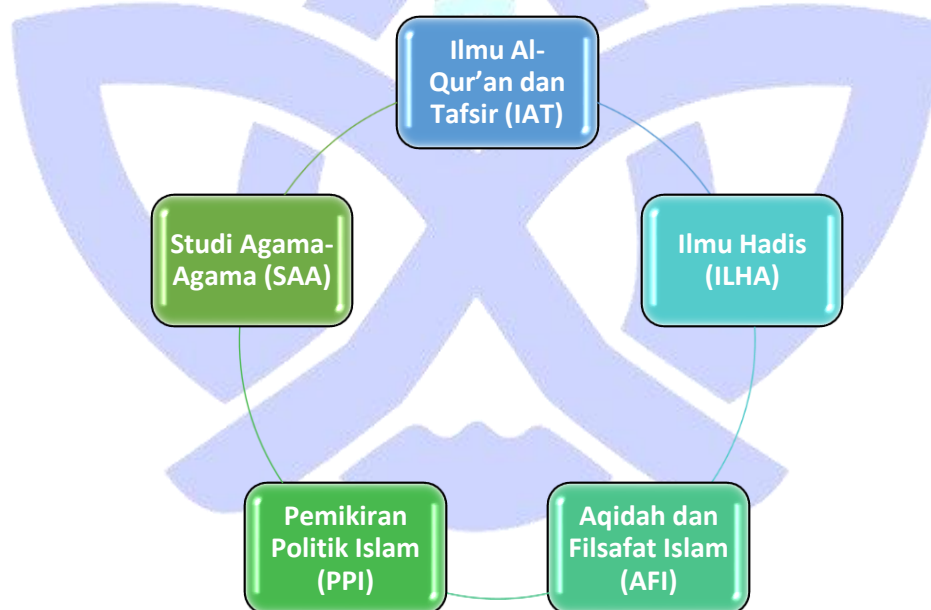 Ilmu Al-
Qur’an dan
Tafsir (IAT)
Ilmu Hadis
(ILHA)
Aqidah dan
Filsafat Islam
(AFI)
Pemikiran
Politik Islam
(PPI)
Studi Agama-
Agama (SAA)